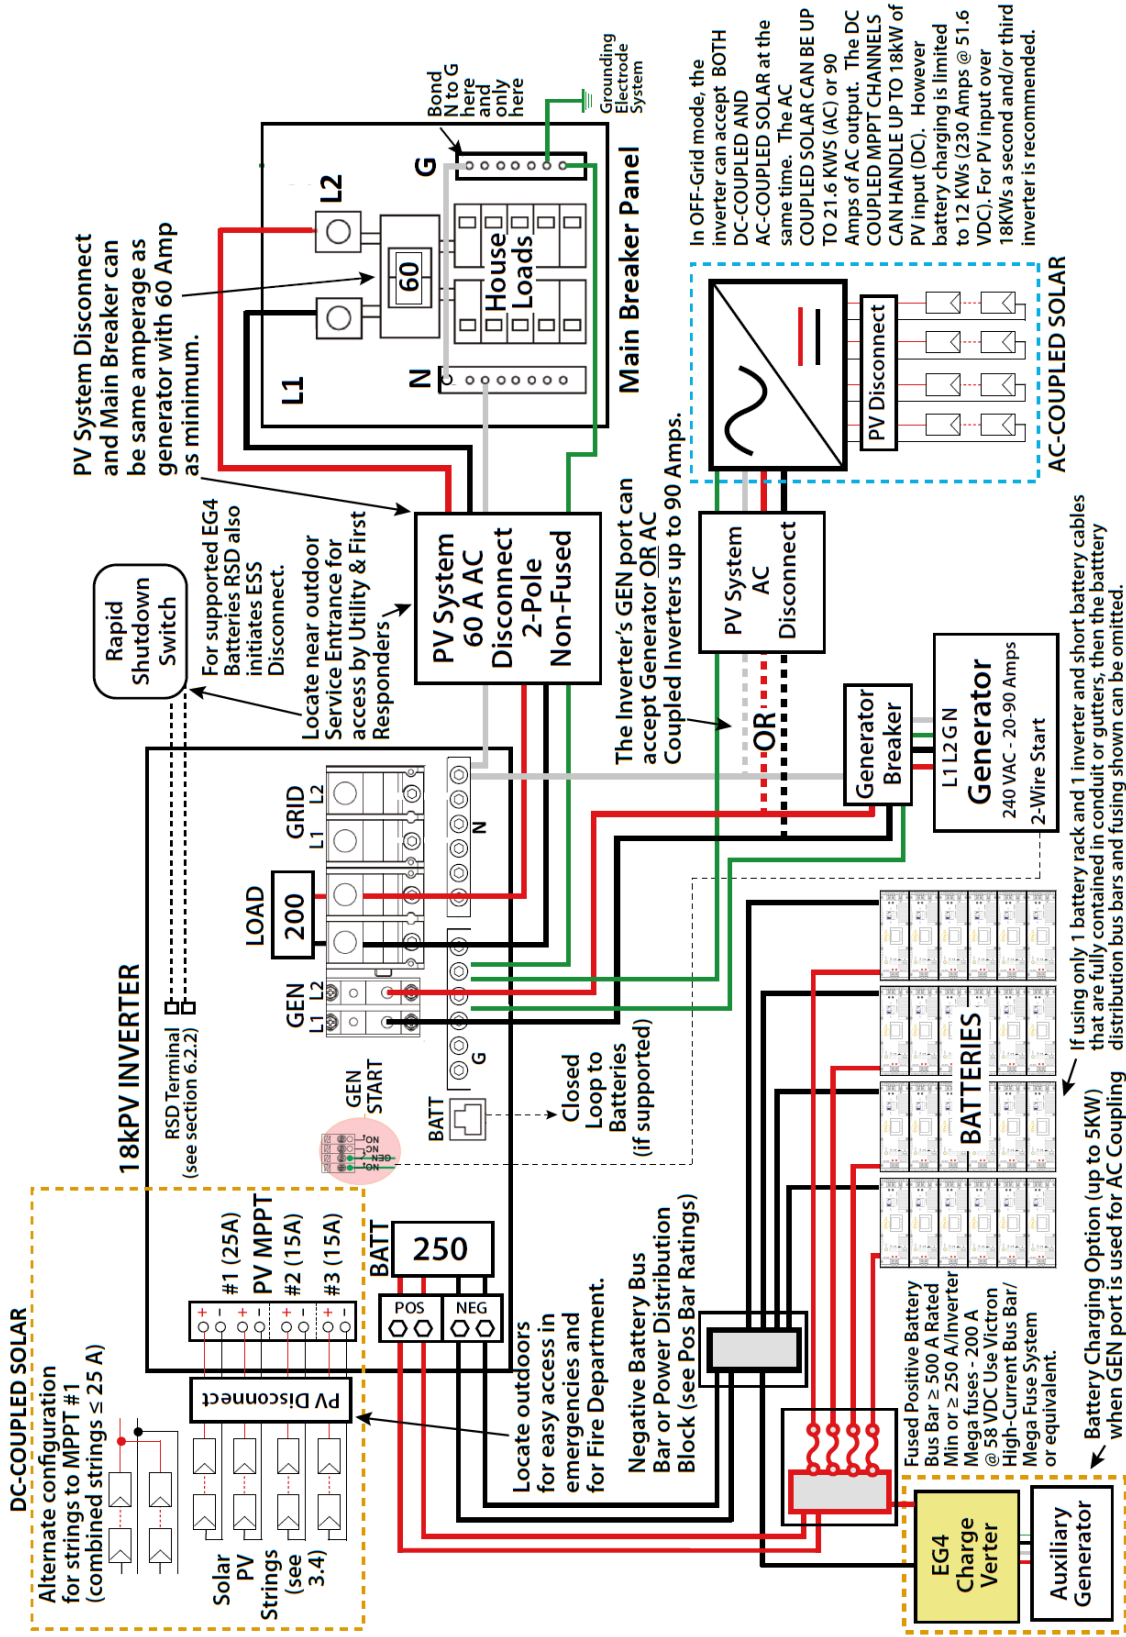 DC-COUPLED SOLAR
Alternate configuration
for strings to MPPT #1
(combined strings ≤ 25 A)
Solar
PV
Strings
(see
3.4)
PV Disconnect
+
-
+
-
+
-
+
-
#1 (25A)
PV MPPT
#2 (15A)
#3 (15A)
18kPV INVERTER
RSD Terminal
(see section 6.2.2)
Rapid
Shutdown
Switch
For supported EG4
Batteries RSD also
initiates ESS
Disconnect.
Locate near outdoor
Service Entrance for
access by Utility & First
Responders
PV System Disconnect
and Main Breaker can
be same amperage as
generator with 60 Amp
as minimum.
GEN
START
NO
GEN
NC
NO
GEN
L1 L2
LOAD
200
GRID
L1 L2
BATT
G
N
Closed
Loop to
Batteries
(if supported)
BATT
250
POS
NEG
Locate outdoors
for easy access in
emergencies and
for Fire Department.
PV System
60 A AC
Disconnect
2-Pole
Non-Fused
L1
L2
60
N
G
House
Loads
Main Breaker Panel
Bond
N to G
here
and
only
here
Grounding
Electrode
System
Negative Battery Bus
Bar or Power Distribution
Block (see Pos Bar Ratings)
The Inverter's GEN port can
accept Generator OR AC
Coupled Inverters up to 90 Amps.
OR
PV System
AC
Disconnect
PV Disconnect
AC-COUPLED SOLAR
In OFF-Grid mode, the
inverter can accept BOTH
DC-COUPLED AND
AC-COUPLED SOLAR at the
same time. The AC
COUPLED SOLAR CAN BE UP
TO 21.6 KWS (AC) or 90
Amps of AC output. The DC
COUPLED MPPT CHANNELS
CAN HANDLE UP TO 18kW of
PV input (DC). However
battery charging is limited
to 12 KWs (230 Amps @ 51.6
VDC). For PV input over
18KWs a second and/or third
inverter is recommended.
Generator
Breaker
L1 L2 G N
Generator
240 VAC - 20-90 Amps
2-Wire Start
BATTERIES
Fused Positive Battery
Bus Bar ≥ 500 A Rated
Min or ≥ 250 A/Inverter
Mega fuses - 200 A
@ 58 VDC Use Victron
High-Current Bus Bar/
Mega Fuse System
or equivalent.
If using only 1 battery rack and 1 inverter and short battery cables
that are fully contained in conduit or gutters, then the batttery
distribution bus bars and fusing shown can be omitted.
EG4
Charge
Verter
Auxiliary
Generator
Battery Charging Option (up to 5KW)
when GEN port is used for AC Coupling